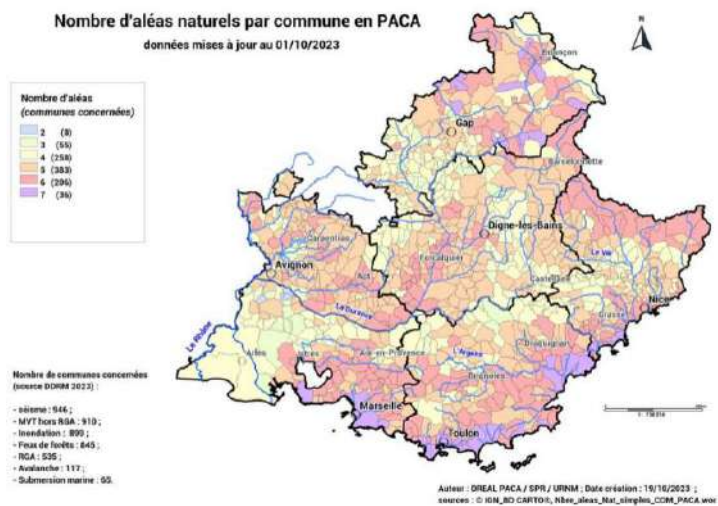 Nombre d'aléas naturels par commune en PACA
données mises à jour au 01/10/2023
N
Nombre d'aléas
(communes concernées)
2 (8)
3 (55)
4 (258)
5 (383)
6 (206)
7 (36)
Briançon
Gap
Barcelonnette
Digne-les-Bains
Carpentras
Forcalquier
Avignon
Apt
Le Var
Castellane
Nice
Grasse
La Durance
Le Rhône
Arles
Istres
Aix-en-Provence
L'Argens
Draguignan
Brignoles
Marseille
Toulon
Nombre de communes concernées
(source DDRM 2023) :
- séisme : 946 ;
- MVT hors RGA : 910 ;
- Inondation : 890 ;
- Feux de forêts : 845 ;
- RGA : 535 ;
- Avalanche : 117 ;
- Submersion marine : 65.
Auteur : DREAL PACA / SPR / URNM ; Date création : 19/10/2023 ;
sources : © IGN_BD CARTO®, Nbre_aleas_Nat_simples_COM_PACA.wor